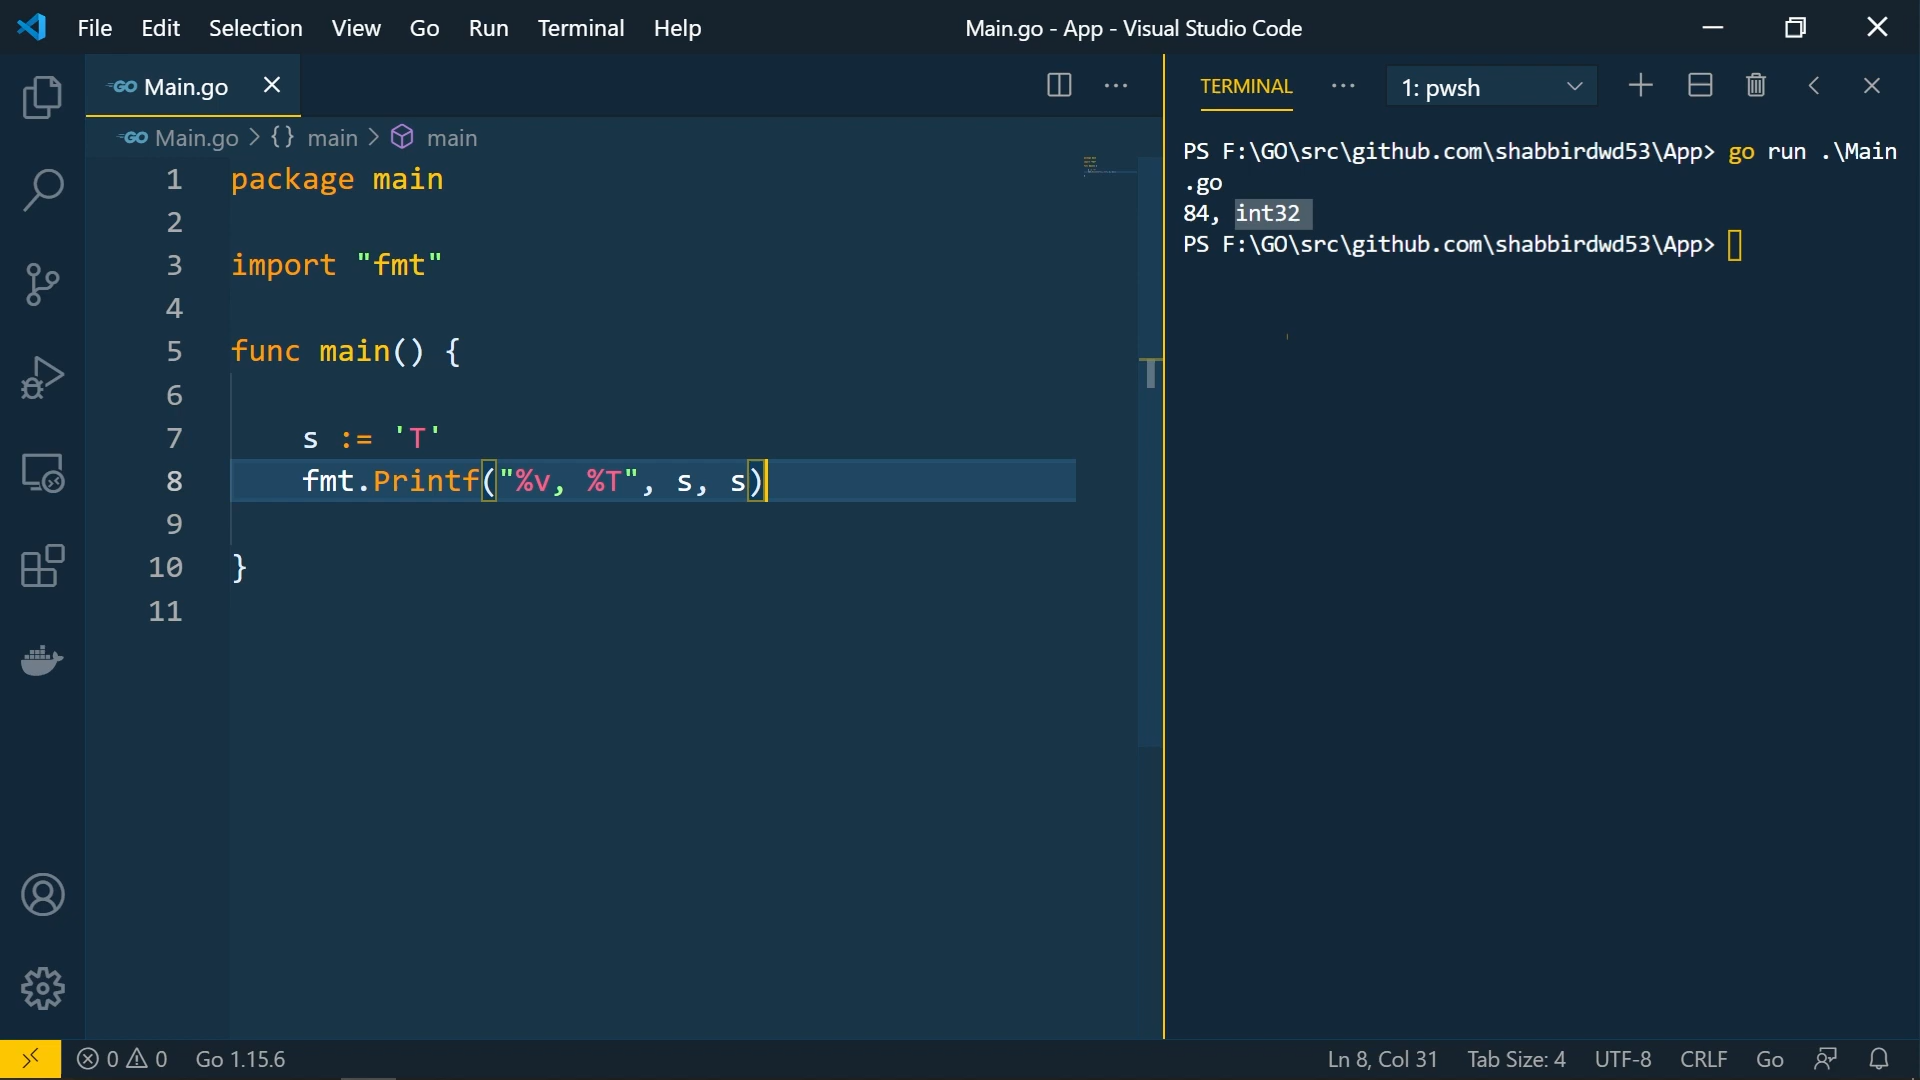 File Edit Selection View Go Run Terminal Help
Main.go - App - Visual Studio Code
GO Main.go
GO Main.go > {} main > main
1 package main
2
3 import "fmt"
4
5 func main() {
6
7 s := 'T'
8 fmt.Printf("%v, %T", s, s)
9
10 }
11
TERMINAL ... 1: pwsh
PS F:\GO\src\github.com\shabbirdwd53\App> go run .\Main
.go
84, int32
PS F:\GO\src\github.com\shabbirdwd53\App>
0 0 Go 1.15.6
Ln 8, Col 31 Tab Size: 4 UTF-8 CRLF Go